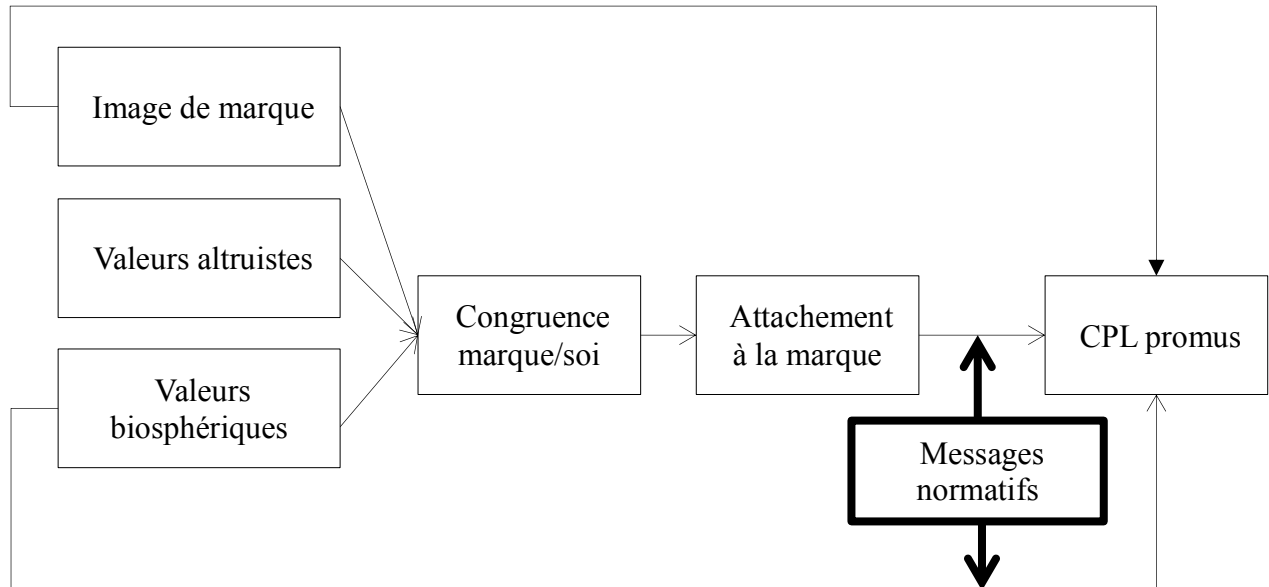 Image de marque
Valeurs altruistes
Valeurs
biosphériques
Congruence
marque/soi
Attachement
à la marque
CPL promus
Messages
normatifs